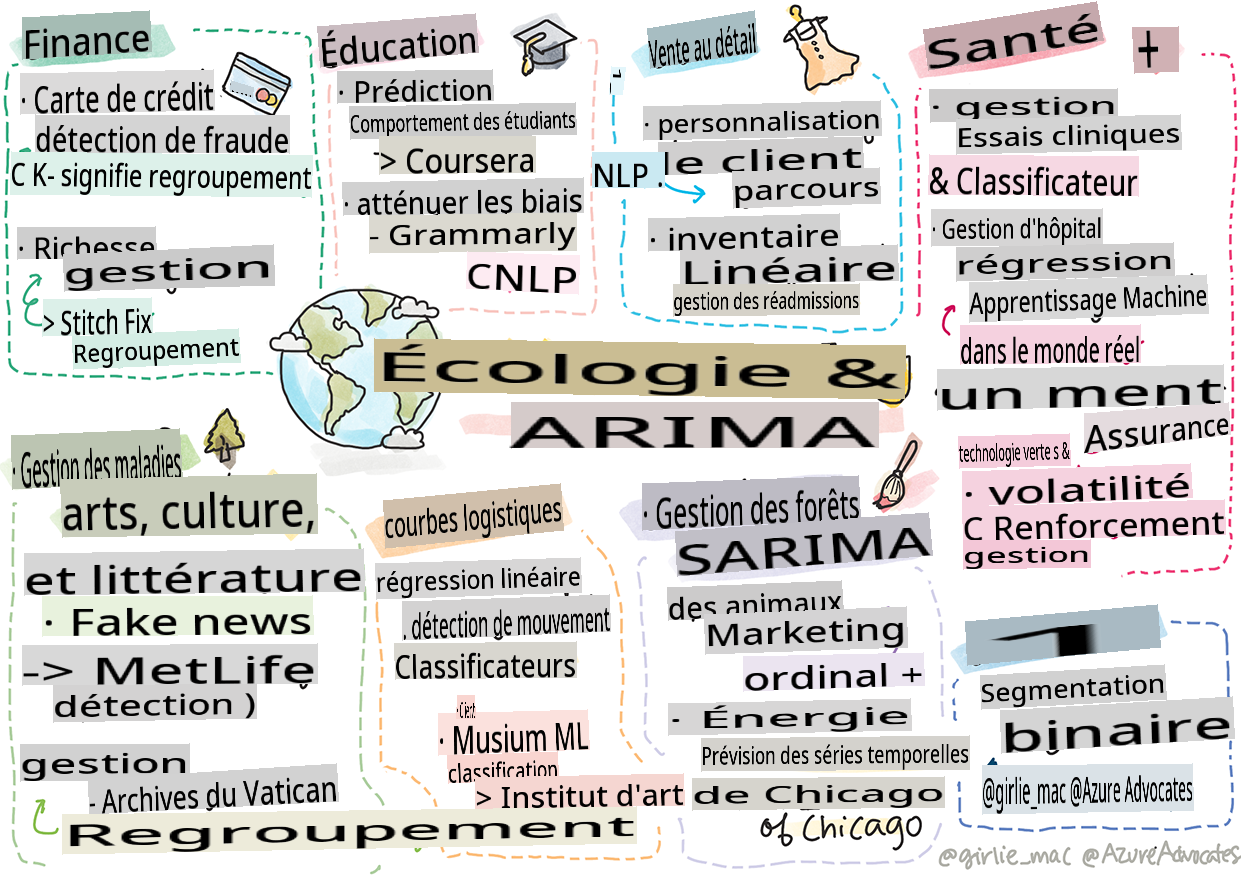 Finance
· Carte de crédit
détection de fraude
C K- signifie regroupement
· Richesse
gestion
> Stitch Fix
Regroupement
Éducation
· Prédiction
Comportement des étudiants
> Coursera
· atténuer les biais
- Grammarly
CNLP
Vente au détail
· personnalisation
le client
NLP .
parcours
· inventaire
Linéaire
gestion des réadmissions
Santé
+
· gestion
Essais cliniques
& Classificateur
· Gestion d'hôpital
régression
Apprentissage Machine
dans le monde réel
un ment
Assurance
technologie verte s &
· volatilité
C Renforcement
gestion
Écologie &
ARIMA
· Gestion des maladies
arts, culture,
et littérature
· Fake news
-> MetLife
détection )
gestion
- Archives du Vatican
Regroupement
courbes logistiques
régression linéaire
. détection de mouvement
Classificateurs
· Musium ML
classification
> Institut d'art
· Gestion des forêts
SARIMA
des animaux
Marketing
ordinal +
· Énergie
Prévision des séries temporelles
de Chicago
of Chicago
1
Segmentation
binaire
@girlie_mac @Azure Advocates
@girlie_mac @AzureAdvocates